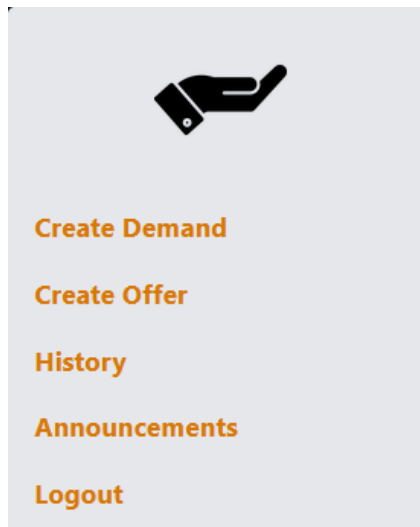 Create Demand
Create Offer
History
Announcements
Logout